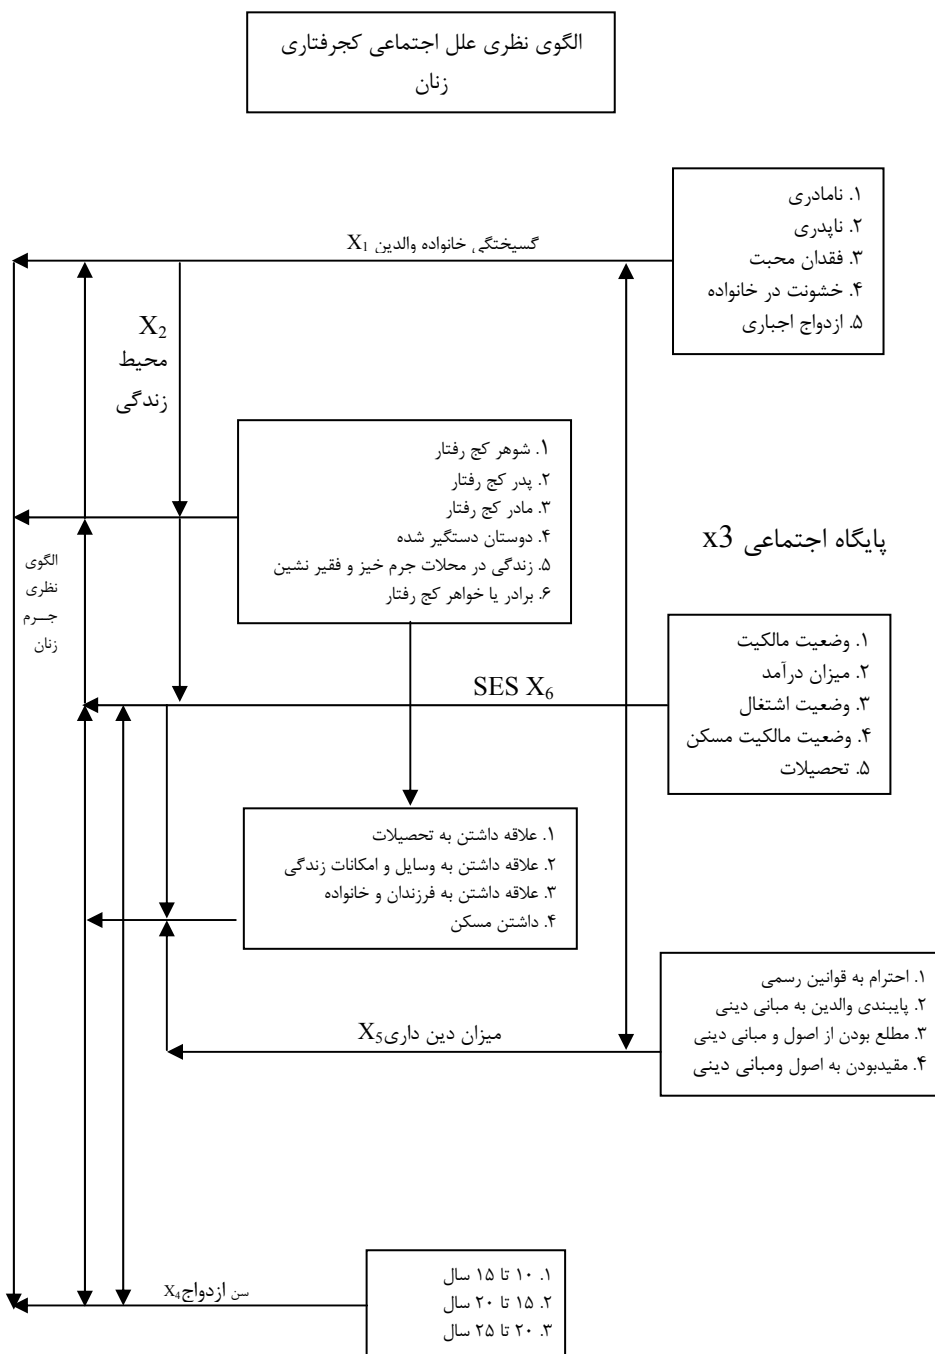 الگوی نظری علل اجتماعی کجرفتاری
زنان
۱. نامادری
۲. ناپدری
۳. فقدان محبت
۴. خشونت در خانواده
۵. ازدواج اجباری
گسیختگی خانواده والدین X₁
X₂
محیط
زندگی
۱. شوهر کج رفتار
۲. پدر کج رفتار
۳. مادر کج رفتار
۴. دوستان دستگیر شده
۵. زندگی در محلات جرم خیز و فقیر نشین
۶. برادر یا خواهر کج رفتار
پایگاه اجتماعی x3
الگوی
نظری
جــرم
زنان
۱. وضعیت مالکیت
۲. میزان درآمد
۳. وضعیت اشتغال
۴. وضعیت مالکیت مسکن
۵. تحصیلات
SES X₆
۱. علاقه داشتن به تحصیلات
۲. علاقه داشتن به وسایل و امکانات زندگی
۳. علاقه داشتن به فرزندان و خانواده
۴. داشتن مسکن
۱. احترام به قوانین رسمی
۲. پایبندی والدین به مبانی دینی
۳. مطلع بودن از اصول و مبانی دینی
۴. مقیدبودن به اصول ومبانی دینی
میزان دین داری X₅
۱. ۱۰ تا ۱۵ سال
۲. ۱۵ تا ۲۰ سال
۳. ۲۰ تا ۲۵ سال
سن ازدواج X₄